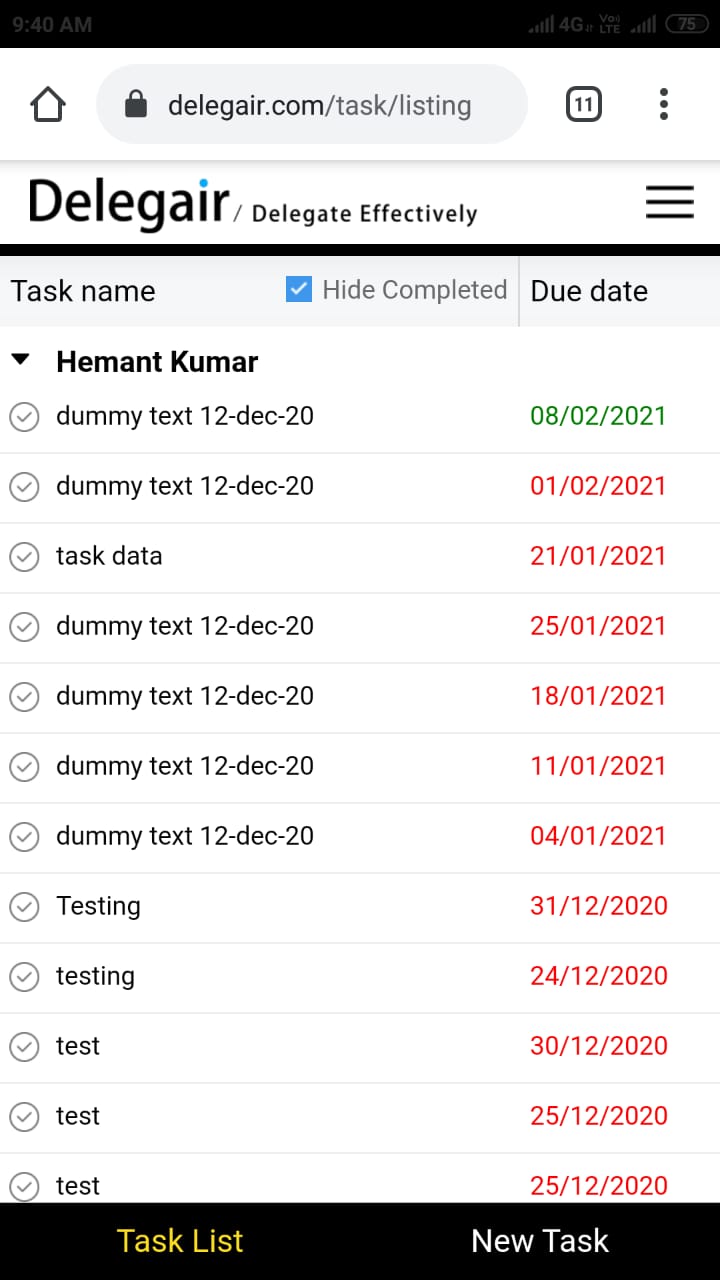 9:40 AM 4G Vo) LTE 75
delegair.com/task/listing 11
Delegair / Delegate Effectively
Task name Hide Completed Due date
Hemant Kumar
dummy text 12-dec-20 08/02/2021
dummy text 12-dec-20 01/02/2021
task data 21/01/2021
dummy text 12-dec-20 25/01/2021
dummy text 12-dec-20 18/01/2021
dummy text 12-dec-20 11/01/2021
dummy text 12-dec-20 04/01/2021
Testing 31/12/2020
testing 24/12/2020
test 30/12/2020
test 25/12/2020
test 25/12/2020
Task List New Task